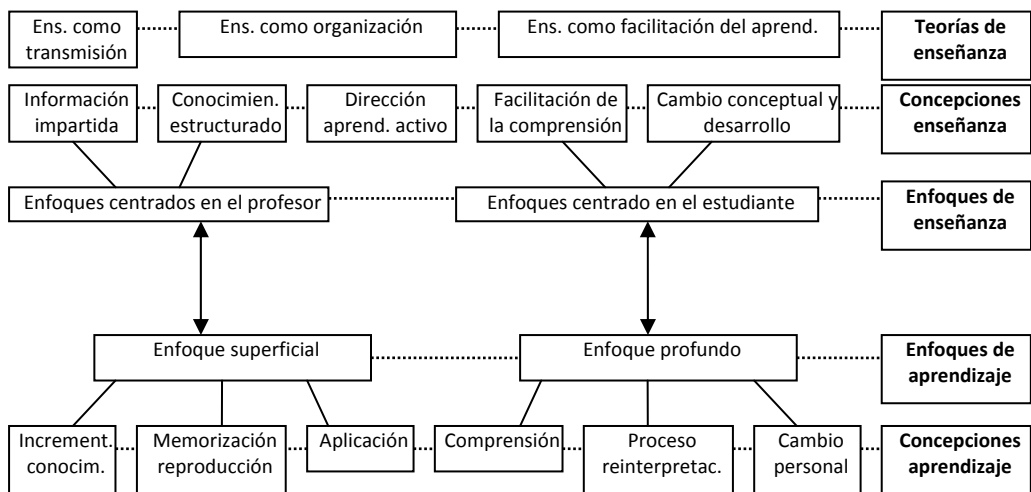 Ens. como
transmisión
Ens. como organización
Ens. como facilitación del aprend.
Teorías de
enseñanza
Información
impartida
Conocimien.
estructurado
Dirección
aprend. activo
Facilitación de
la comprensión
Cambio conceptual y
desarrollo
Concepciones
enseñanza
Enfoques centrados en el profesor
Enfoques centrado en el estudiante
Enfoques de
enseñanza
Enfoque superficial
Enfoque profundo
Enfoques de
aprendizaje
Increment.
conocim.
Memorización
reproducción
Aplicación
Comprensión
Proceso
reinterpretac.
Cambio
personal
Concepciones
aprendizaje